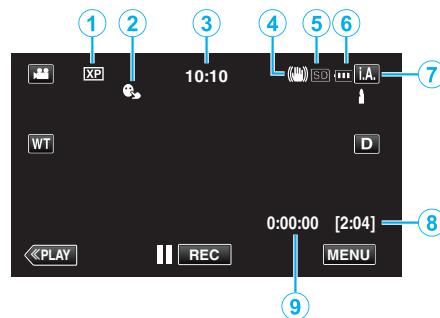 1 2 3 4 5 6
XP 10:10 SD i.A.
7
WT D
0:00:00 [2:04] 8
≪PLAY REC MENU
9